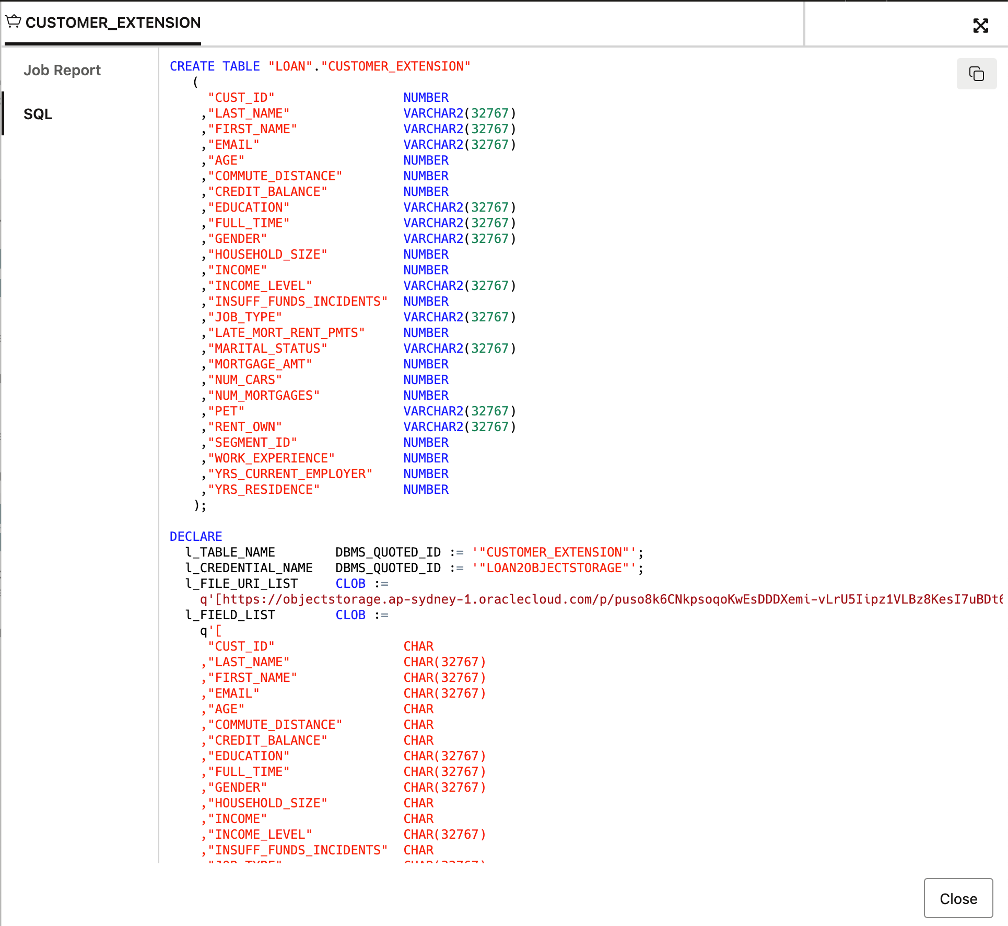 CUSTOMER_EXTENSION
Job Report
SQL
CREATE TABLE "LOAN"."CUSTOMER_EXTENSION"
(
"CUST_ID" NUMBER
,"LAST_NAME" VARCHAR2(32767)
,"FIRST_NAME" VARCHAR2(32767)
,"EMAIL" VARCHAR2(32767)
,"AGE" NUMBER
,"COMMUTE_DISTANCE" NUMBER
,"CREDIT_BALANCE" NUMBER
,"EDUCATION" VARCHAR2(32767)
,"FULL_TIME" VARCHAR2(32767)
,"GENDER" VARCHAR2(32767)
,"HOUSEHOLD_SIZE" NUMBER
,"INCOME" NUMBER
,"INCOME_LEVEL" VARCHAR2(32767)
,"INSUFF_FUNDS_INCIDENTS" NUMBER
,"JOB_TYPE" VARCHAR2(32767)
,"LATE_MORT_RENT_PMTS" NUMBER
,"MARITAL_STATUS" VARCHAR2(32767)
,"MORTGAGE_AMT" NUMBER
,"NUM_CARS" NUMBER
,"NUM_MORTGAGES" NUMBER
,"PET" VARCHAR2(32767)
,"RENT_OWN" VARCHAR2(32767)
,"SEGMENT_ID" NUMBER
,"WORK_EXPERIENCE" NUMBER
,"YRS_CURRENT_EMPLOYER" NUMBER
,"YRS_RESIDENCE" NUMBER
);
DECLARE
l_TABLE_NAME DBMS_QUOTED_ID := '"CUSTOMER_EXTENSION"';
l_CREDENTIAL_NAME DBMS_QUOTED_ID := '"LOAN2OBJECTSTORAGE"';
l_FILE_URI_LIST CLOB :=
q'[https://objectstorage.ap-sydney-1.oraclecloud.com/p/puso8k6CNkpsoqoKwEsDDDXemi-vLrU5Iipz1VLBz8KesI7uBDt6
l_FIELD_LIST CLOB :=
q'[
"CUST_ID" CHAR
,"LAST_NAME" CHAR(32767)
,"FIRST_NAME" CHAR(32767)
,"EMAIL" CHAR(32767)
,"AGE" CHAR
,"COMMUTE_DISTANCE" CHAR
,"CREDIT_BALANCE" CHAR
,"EDUCATION" CHAR(32767)
,"FULL_TIME" CHAR(32767)
,"GENDER" CHAR(32767)
,"HOUSEHOLD_SIZE" CHAR
,"INCOME" CHAR
,"INCOME_LEVEL" CHAR(32767)
,"INSUFF_FUNDS_INCIDENTS" CHAR
Close